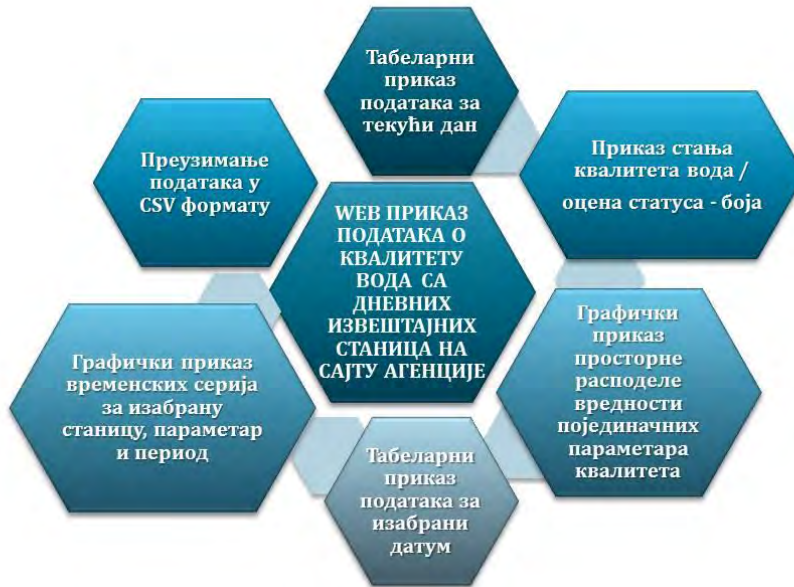 Табеларни
приказ
података за
текући дан
Приказ стања
квалитета вода /
оцена статуса - боја
Графички
приказ
просторне
расподеле
вредности
појединачних
параметара
квалитета
Табеларни
приказ
података за
изабрани
датум
Графички приказ
временских серија
за изабрану
станицу, параметар
и период
Преузимање
података у
CSV формату
WEB ПРИКАЗ
ПОДАТАКА О
КВАЛИТЕТУ
ВОДА СА
ДНЕВНИХ
ИЗВЕШТАЈНИХ
СТАНИЦА НА
САЈТУ АГЕНЦИЈЕ